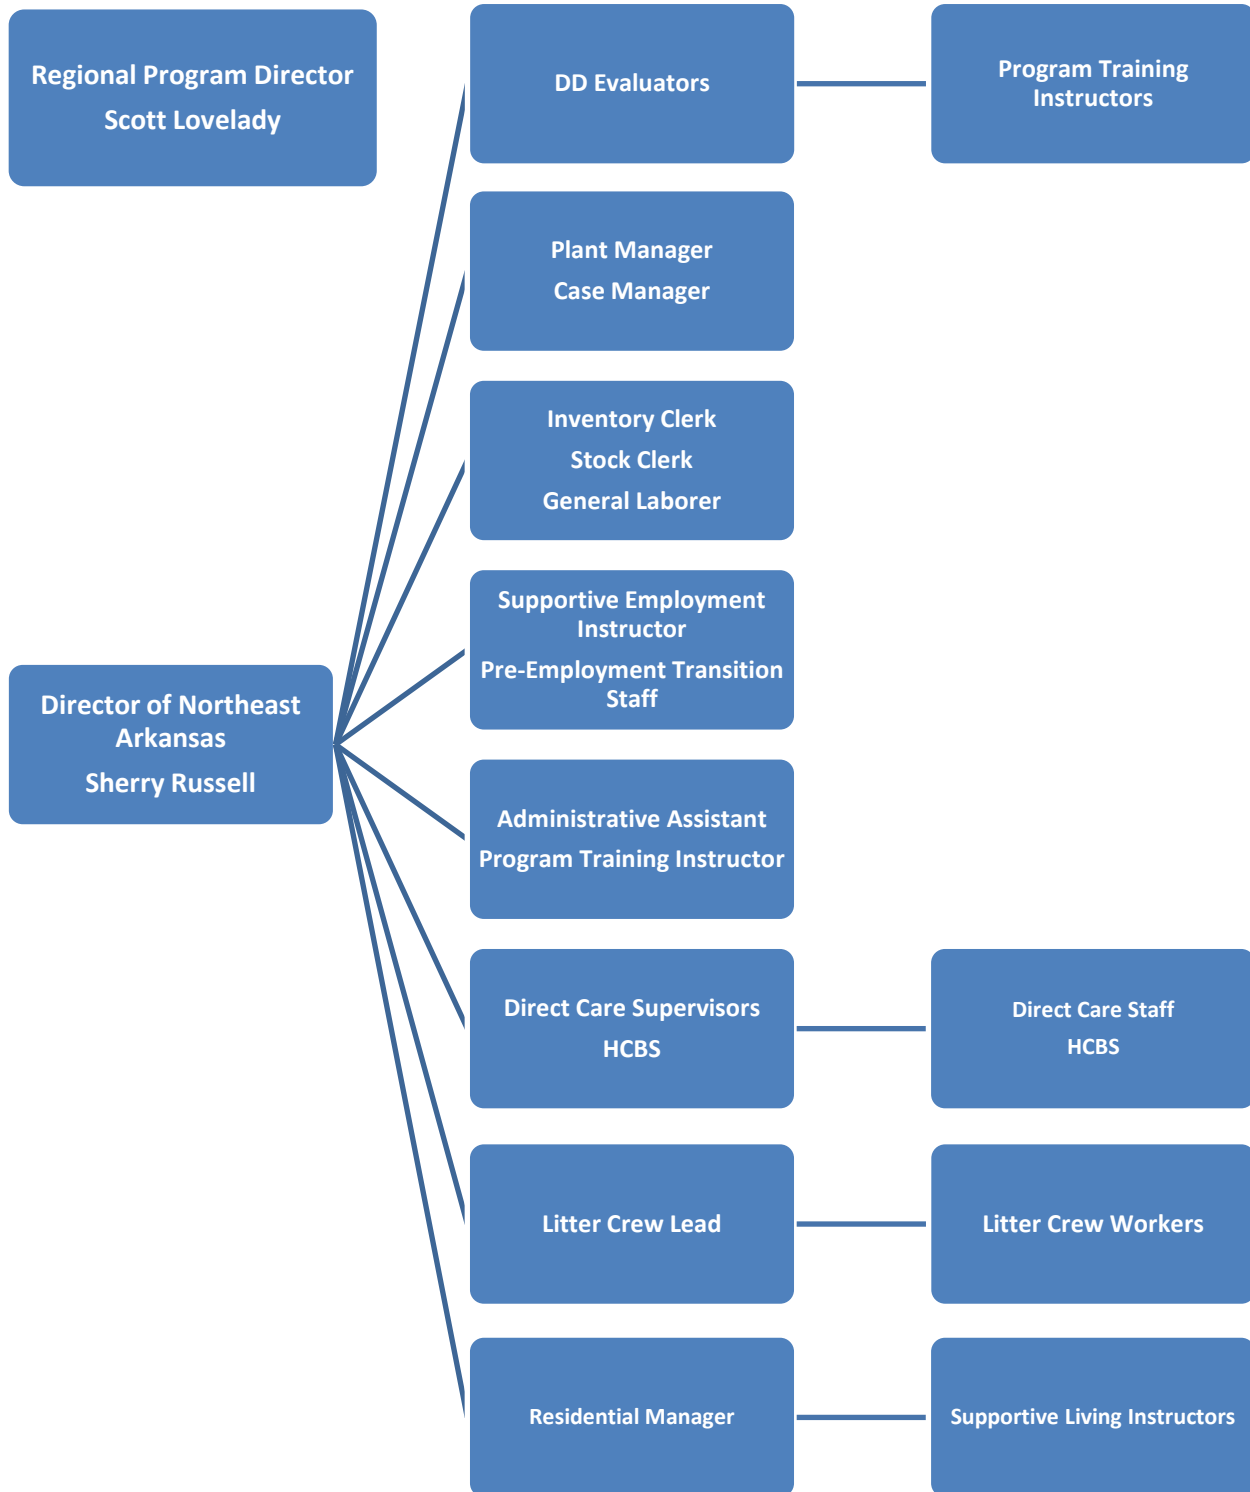 Regional Program Director
Scott Lovelady
DD Evaluators
Program Training
Instructors
Plant Manager
Case Manager
Inventory Clerk
Stock Clerk
General Laborer
Supportive Employment
Instructor
Pre-Employment Transition
Staff
Director of Northeast
Arkansas
Sherry Russell
Administrative Assistant
Program Training Instructor
Direct Care Supervisors
HCBS
Direct Care Staff
HCBS
Litter Crew Lead
Litter Crew Workers
Residential Manager
Supportive Living Instructors